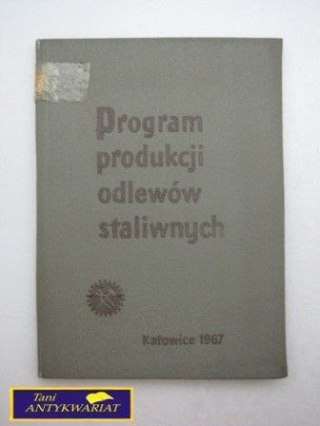 Program
produkcji
odlewów
staliwnych
Katowice 1967
Tani
ANTYKWARIAT